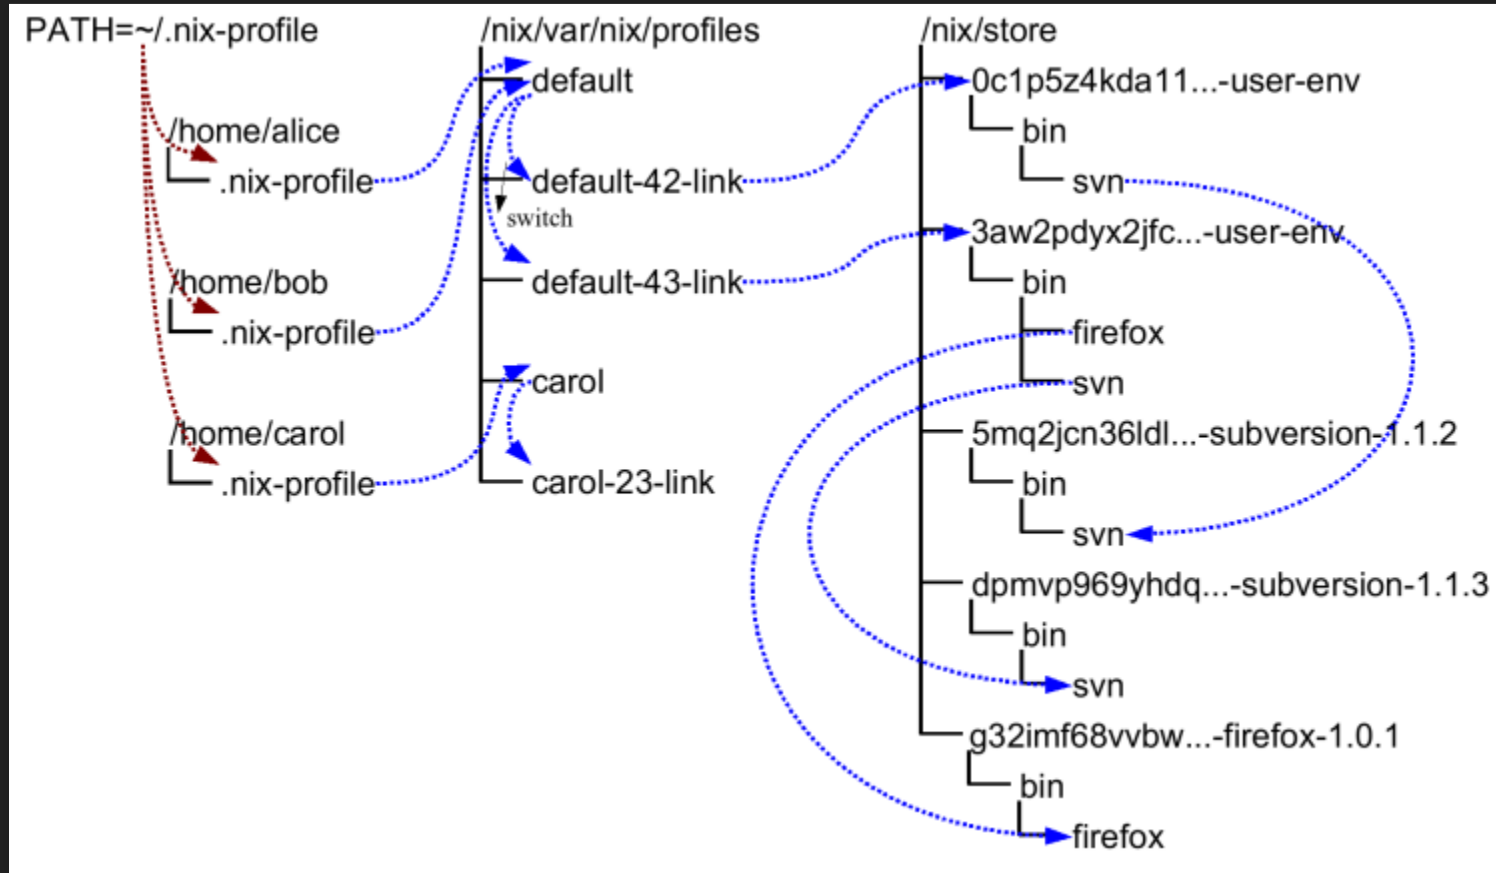 PATH=~/.nix-profile
/home/alice
.nix-profile
/home/bob
.nix-profile
/home/carol
.nix-profile
/nix/var/nix/profiles
default
default-42-link
switch
default-43-link
carol
carol-23-link
/nix/store
0c1p5z4kda11...-user-env
bin
svn
3aw2pdyx2jfc...-user-env
bin
firefox
svn
5mq2jcn36ldl...-subversion-1.1.2
bin
svn
dpmvp969yhdq...-subversion-1.1.3
bin
svn
g32imf68vvbw...-firefox-1.0.1
bin
firefox